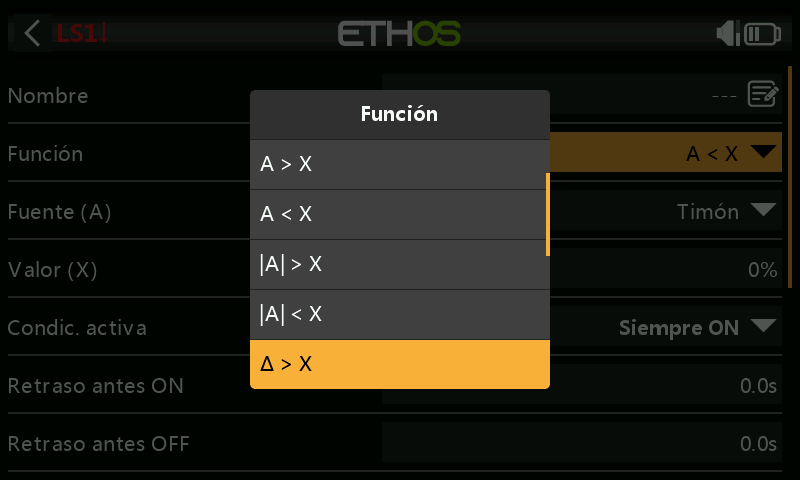 LS1↓
ETHOS
Nombre
---
Función
A < X
Fuente (A)
Timón
Valor (X)
0%
Condic. activa
Siempre ON
Retraso antes ON
0.0s
Retraso antes OFF
0.0s
Función
A > X
A < X
|A| > X
|A| < X
Δ > X